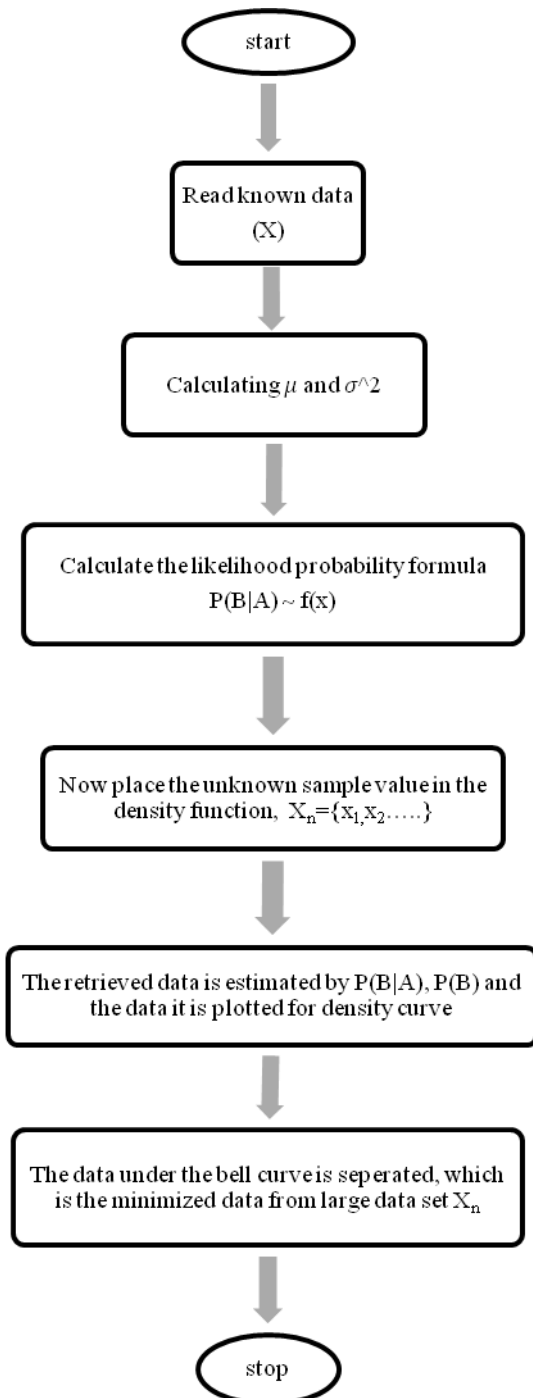 start
Read known data
(X)
Calculating μ and σ^2
Calculate the likelihood probability formula
P(B|A) ~ f(x)
Now place the unknown sample value in the
density function, Xₙ={x₁,x₂.....}
The retrieved data is estimated by P(B|A), P(B) and
the data it is plotted for density curve
The data under the bell curve is seperated, which
is the minimized data from large data set Xₙ
stop